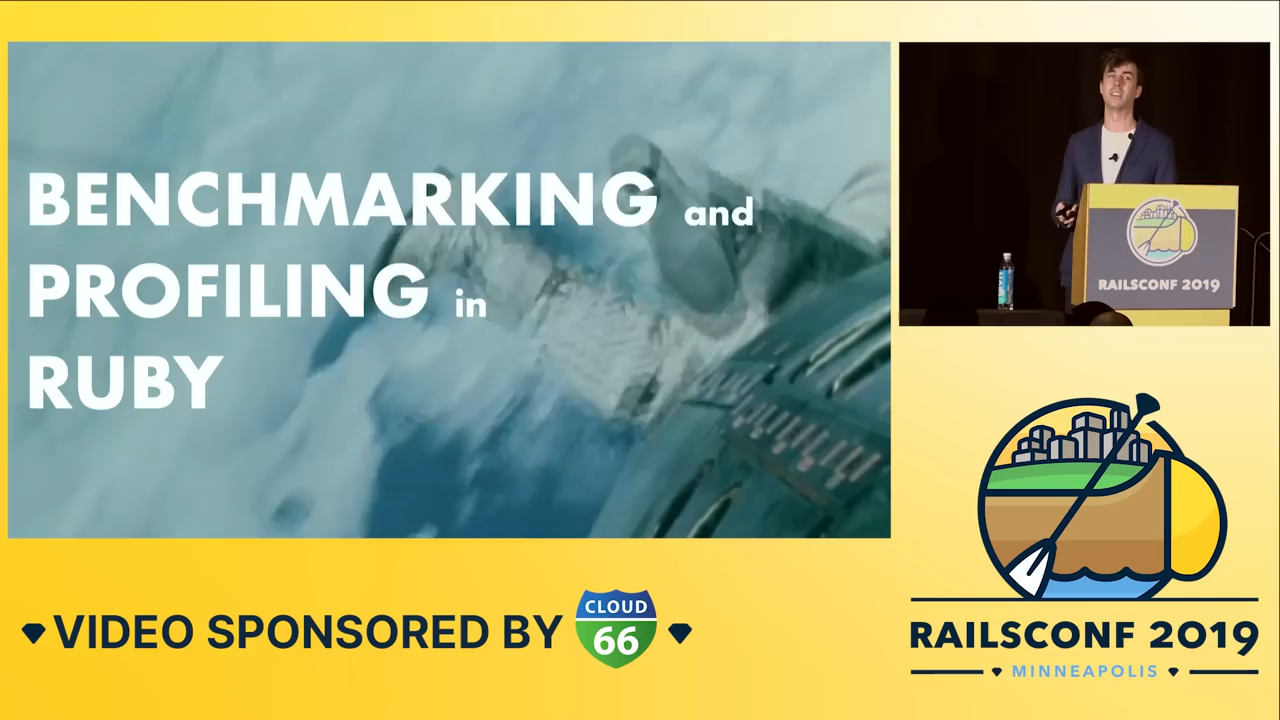 BENCHMARKING and
PROFILING in
RUBY
RAILSCONF 2019
VIDEO SPONSORED BY
CLOUD
66
RAILSCONF 2019
MINNEAPOLIS